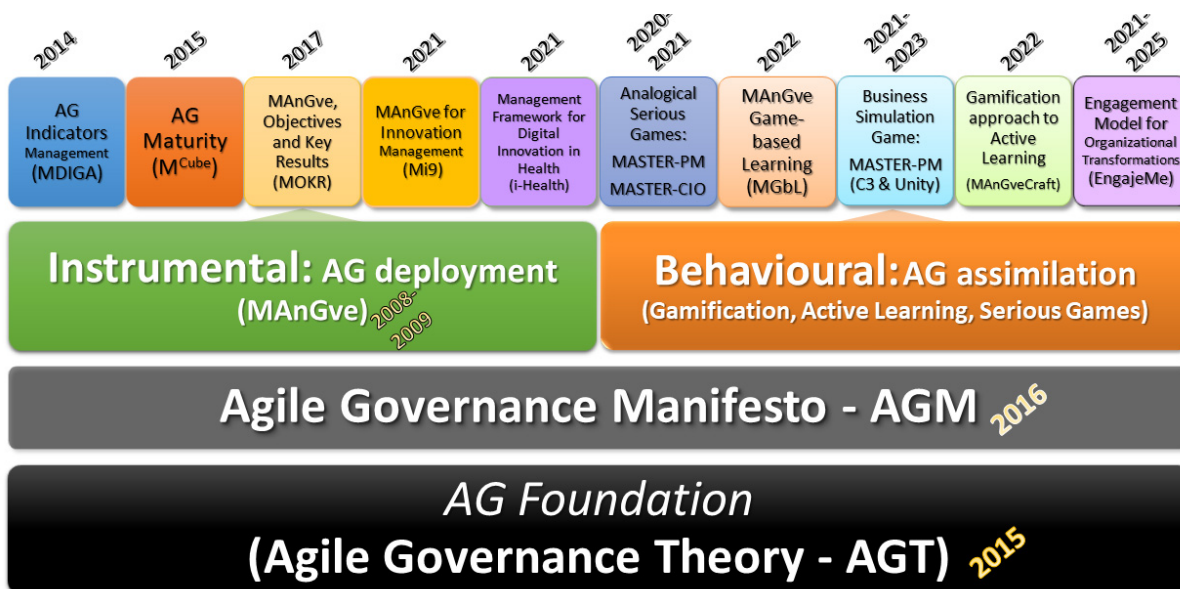 2014
2015
2017
2021
2021
2020-
2021
2022
2021-
2023
2022
2021-
2025
AG
Indicators
Management
(MDIGA)
AG
Maturity
(M^Cube)
MAnGve,
Objectives
and Key
Results
(MOKR)
MAnGve for
Innovation
Management
(Mi9)
Management
Framework for
Digital
Innovation in
Health
(i-Health)
Analogical
Serious
Games:
MASTER-PM
MASTER-CIO
MAnGve
Game-
based
Learning
(MGbL)
Business
Simulation
Game:
MASTER-PM
(C3 & Unity)
Gamification
approach to
Active
Learning
(MAnGveCraft)
Engagement
Model for
Organizational
Transformations
(EngajeMe)
Instrumental: AG deployment
(MAnGve) 2008-
2009
Behavioural: AG assimilation
(Gamification, Active Learning, Serious Games)
Agile Governance Manifesto - AGM 2016
AG Foundation
(Agile Governance Theory - AGT) 2015